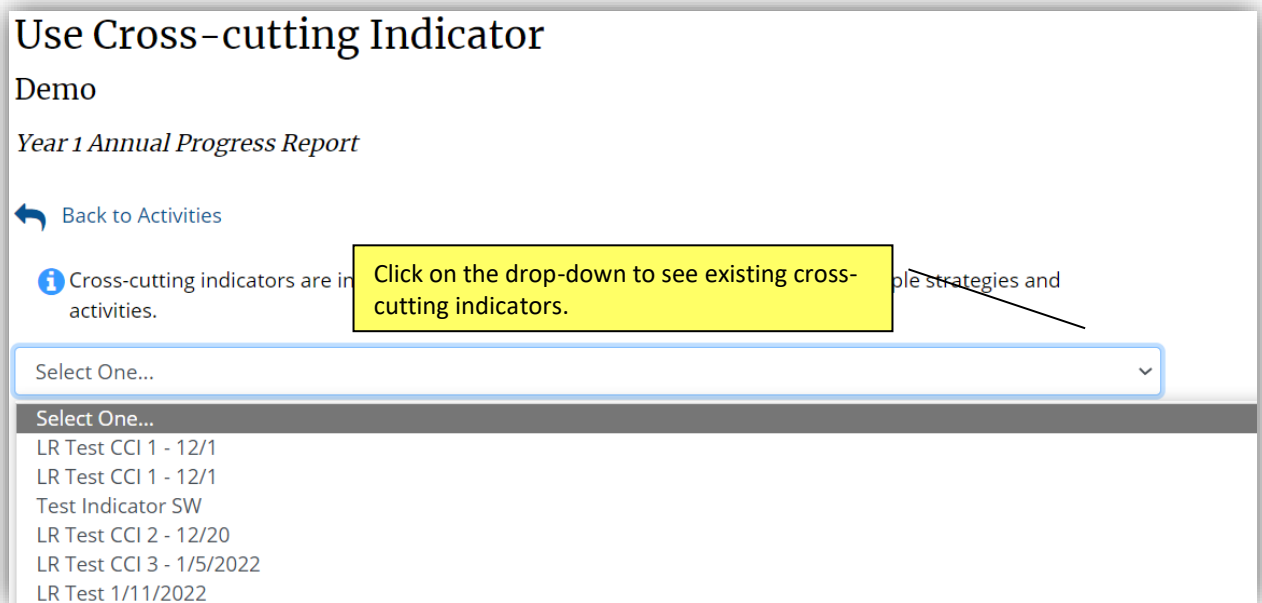 Use Cross-cutting Indicator
Demo
Year 1 Annual Progress Report
Back to Activities
Cross-cutting indicators are in
ple strategies and
activities.
Click on the drop-down to see existing cross-
cutting indicators.
Select One...
Select One...
LR Test CCI 1 - 12/1
LR Test CCI 1 - 12/1
Test Indicator SW
LR Test CCI 2 - 12/20
LR Test CCI 3 - 1/5/2022
LR Test 1/11/2022